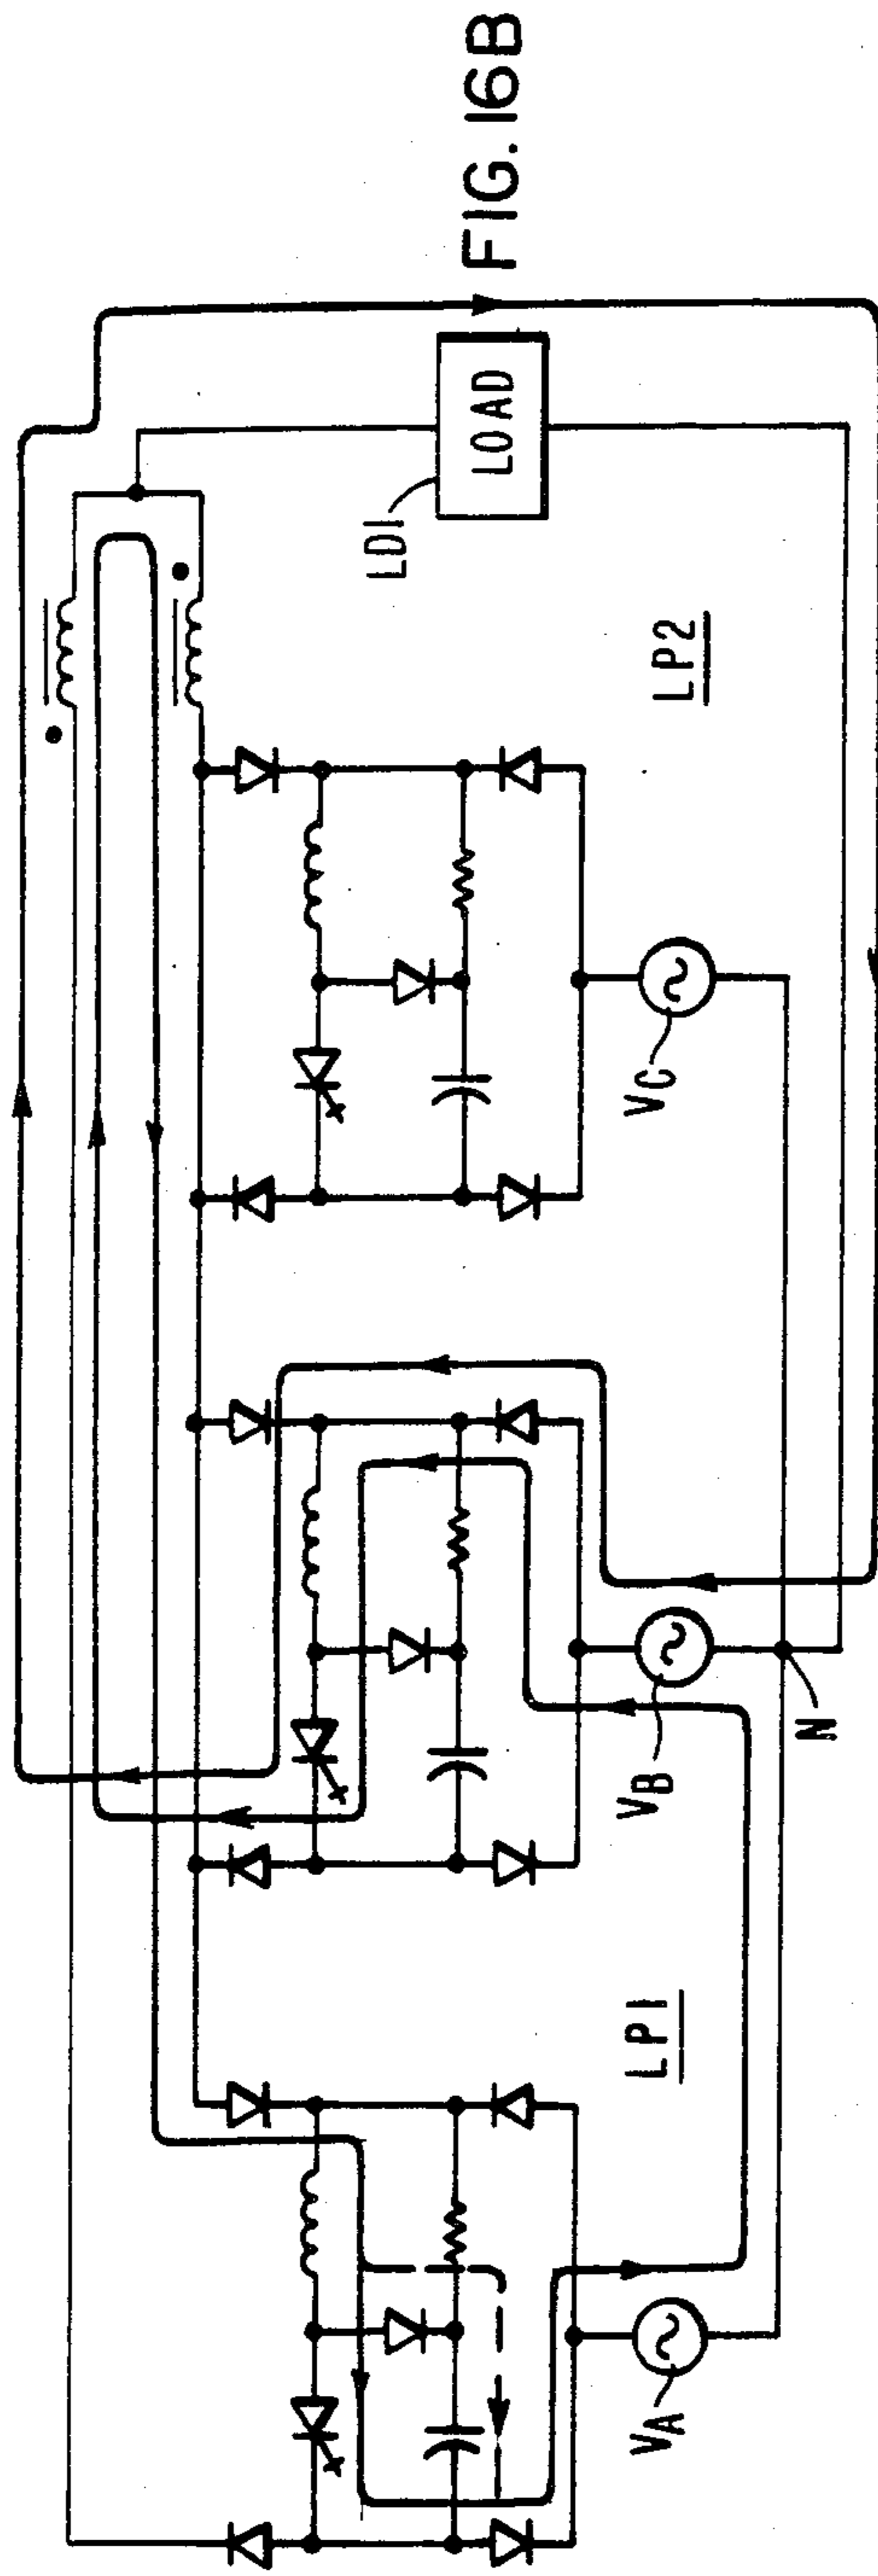 FIG. 16B
LOAD
LD1
LP2
VC
VB
N
LP1
VA